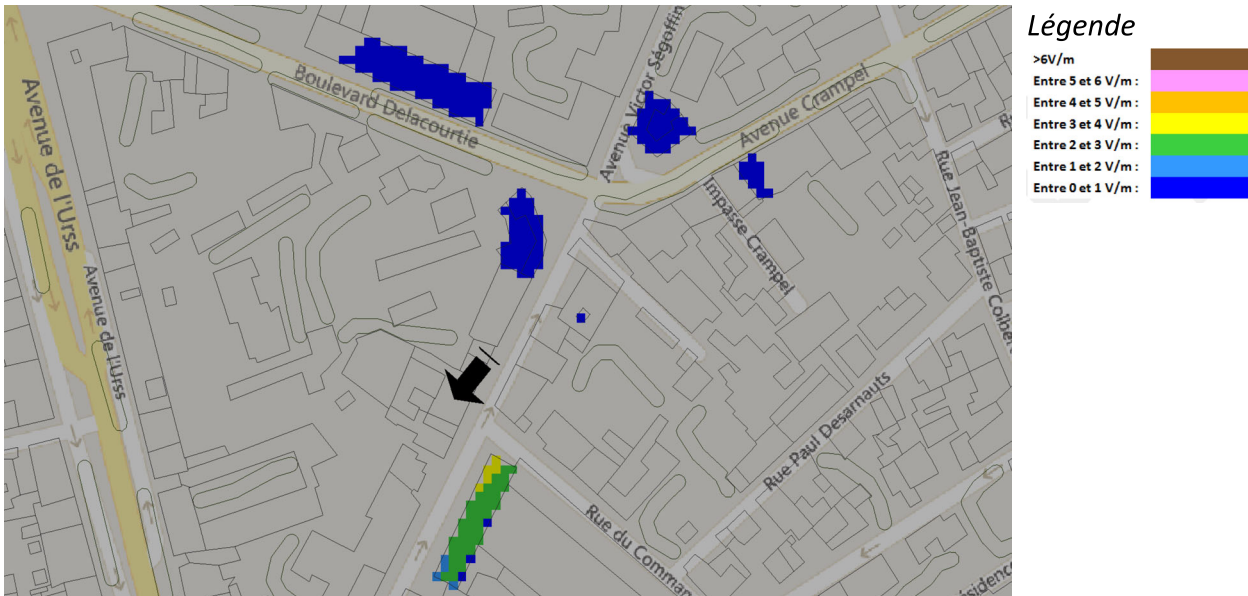 Légende
>6V/m
Entre 5 et 6 V/m :
Entre 4 et 5 V/m :
Entre 3 et 4 V/m :
Entre 2 et 3 V/m :
Entre 1 et 2 V/m :
Entre 0 et 1 V/m :
Avenue de l'Urss
Avenue de l'Urss
Boulevard Delacourtie
Avenue Victor Ségoffin
Avenue Crampel
Impasse Crampel
Rue Jean-Baptiste Colbert
Rue Paul Desarnauts
Rue du Comman
ésidence